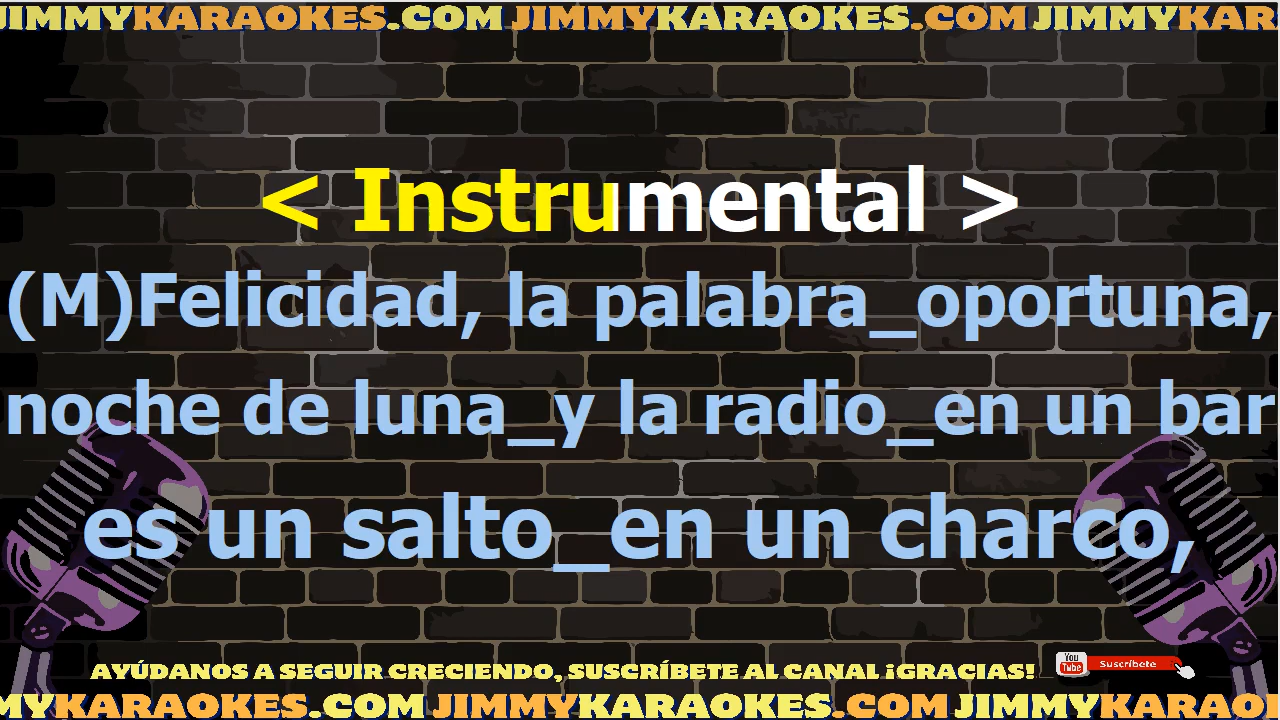 JIMMYKARAOKES.COM JIMMYKARAOKES.COM JIMMYKAR
< Instrumental >
(M)Felicidad, la palabra_oportuna,
noche de luna_y la radio_en un bar
es un salto_en un charco,
AYÚDANOS A SEGUIR CRECIENDO, SUSCRÍBETE AL CANAL ¡GRACIAS!
You Tube Suscríbete
MYKARAOKES.COM JIMMYKARAOKES.COM JIMMYKARAOK